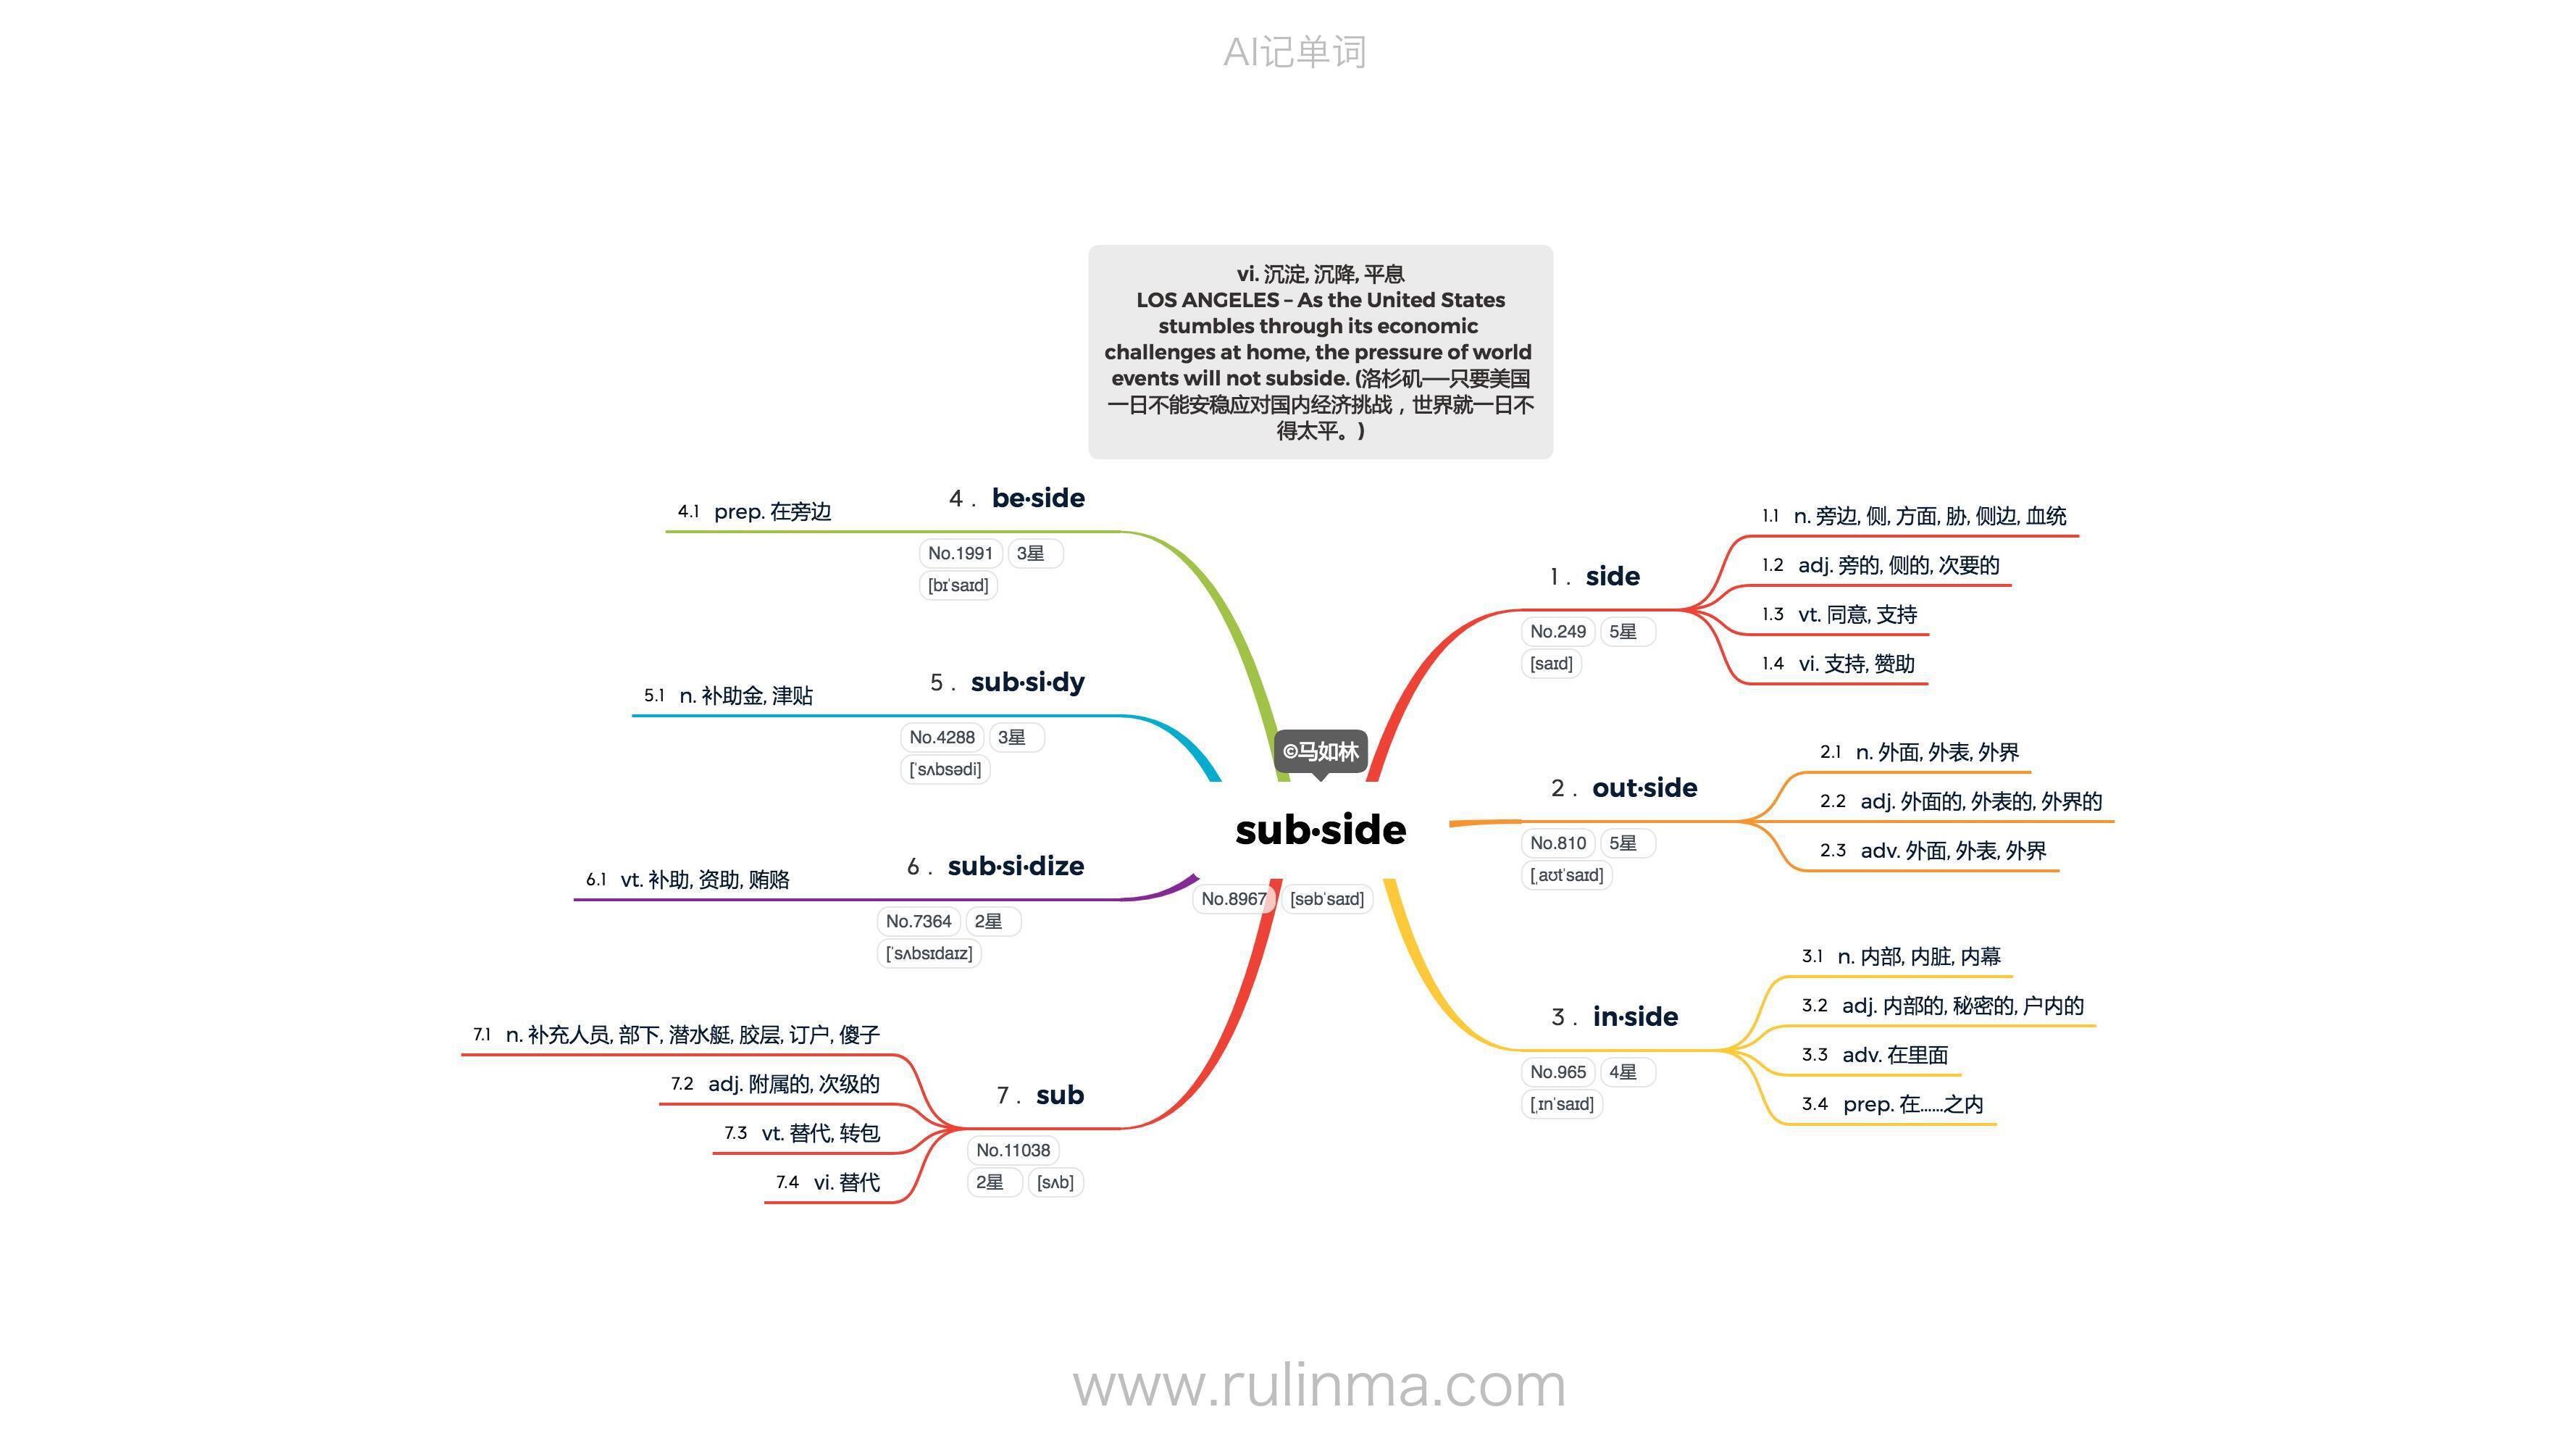 AI记单词
vi. 沉淀, 沉降, 平息
LOS ANGELES – As the United States
stumbles through its economic
challenges at home, the pressure of world
events will not subside. (洛杉矶——只要美国
一日不能安稳应对国内经济挑战，世界就一日不
得太平。)
©马如林
sub·side
No.8967 [səbˈsaɪd]
1 . side
No.249 5星
[saɪd]
1.1 n. 旁边, 侧, 方面, 胁, 侧边, 血统
1.2 adj. 旁的, 侧的, 次要的
1.3 vt. 同意, 支持
1.4 vi. 支持, 赞助
2 . out·side
No.810 5星
[ˌaʊtˈsaɪd]
2.1 n. 外面, 外表, 外界
2.2 adj. 外面的, 外表的, 外界的
2.3 adv. 外面, 外表, 外界
3 . in·side
No.965 4星
[ˌɪnˈsaɪd]
3.1 n. 内部, 内脏, 内幕
3.2 adj. 内部的, 秘密的, 户内的
3.3 adv. 在里面
3.4 prep. 在……之内
4 . be·side
No.1991 3星
[bɪˈsaɪd]
4.1 prep. 在旁边
5 . sub·si·dy
No.4288 3星
[ˈsʌbsədi]
5.1 n. 补助金, 津贴
6 . sub·si·dize
No.7364 2星
[ˈsʌbsɪdaɪz]
6.1 vt. 补助, 资助, 贿赂
7 . sub
No.11038
2星 [sʌb]
7.1 n. 补充人员, 部下, 潜水艇, 胶层, 订户, 傻子
7.2 adj. 附属的, 次级的
7.3 vt. 替代, 转包
7.4 vi. 替代
www.rulinma.com